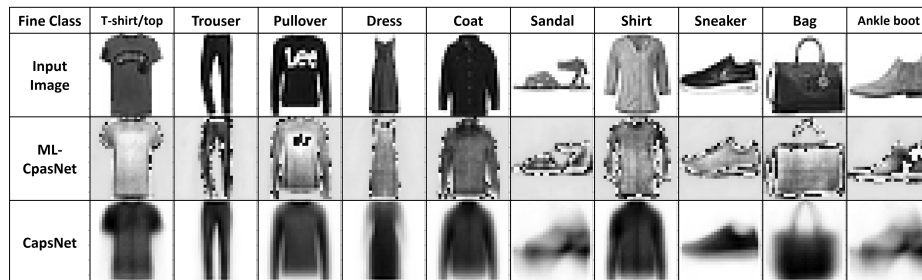 Fine Class T-shirt/top Trouser Pullover Dress Coat Sandal Shirt Sneaker Bag Ankle boot
Input
Image
Lee
ML-
CpasNet
CapsNet